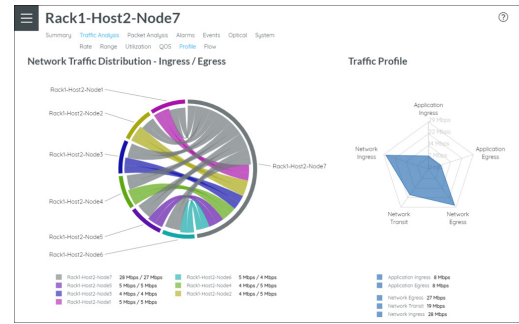 Rack1-Host2-Node7
Summary Traffic Analysis Packet Analysis Alarms Events Optical System
Rate Range Utilization QOS Profile Flow
Network Traffic Distribution - Ingress / Egress
Traffic Profile
Rack1-Host2-Node1
Rack1-Host2-Node2
Rack1-Host2-Node3
Rack1-Host2-Node4
Rack1-Host2-Node5
Rack1-Host2-Node6
Rack1-Host2-Node7
Application Ingress
Application Egress
Network Egress
Network Transit
Network Ingress
Rack1-Host2-Node7 28 Mbps / 27 Mbps
Rack1-Host2-Node5 5 Mbps / 5 Mbps
Rack1-Host2-Node3 4 Mbps / 4 Mbps
Rack1-Host2-Node1 5 Mbps / 5 Mbps
Rack1-Host2-Node6 5 Mbps / 4 Mbps
Rack1-Host2-Node4 4 Mbps / 5 Mbps
Rack1-Host2-Node2 4 Mbps / 5 Mbps
Application Ingress 8 Mbps
Application Egress 8 Mbps
Network Egress 27 Mbps
Network Transit 19 Mbps
Network Ingress 28 Mbps